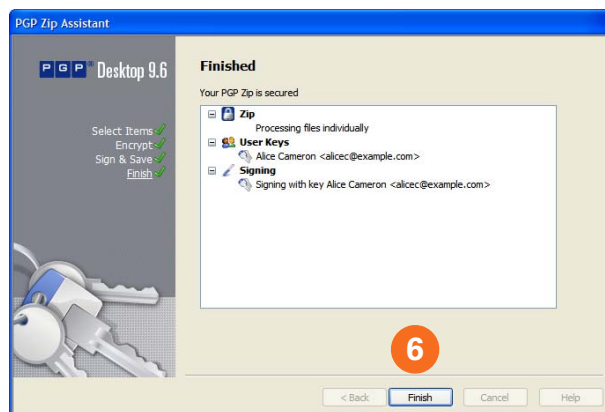 PGP Zip Assistant
PGP® Desktop 9.6
Select Items
Encrypt
Sign & Save
Finish
Finished
Your PGP Zip is secured
Zip
Processing files individually
User Keys
Alice Cameron <alicec@example.com>
Signing
Signing with key Alice Cameron <alicec@example.com>
6
< Back Finish Cancel Help